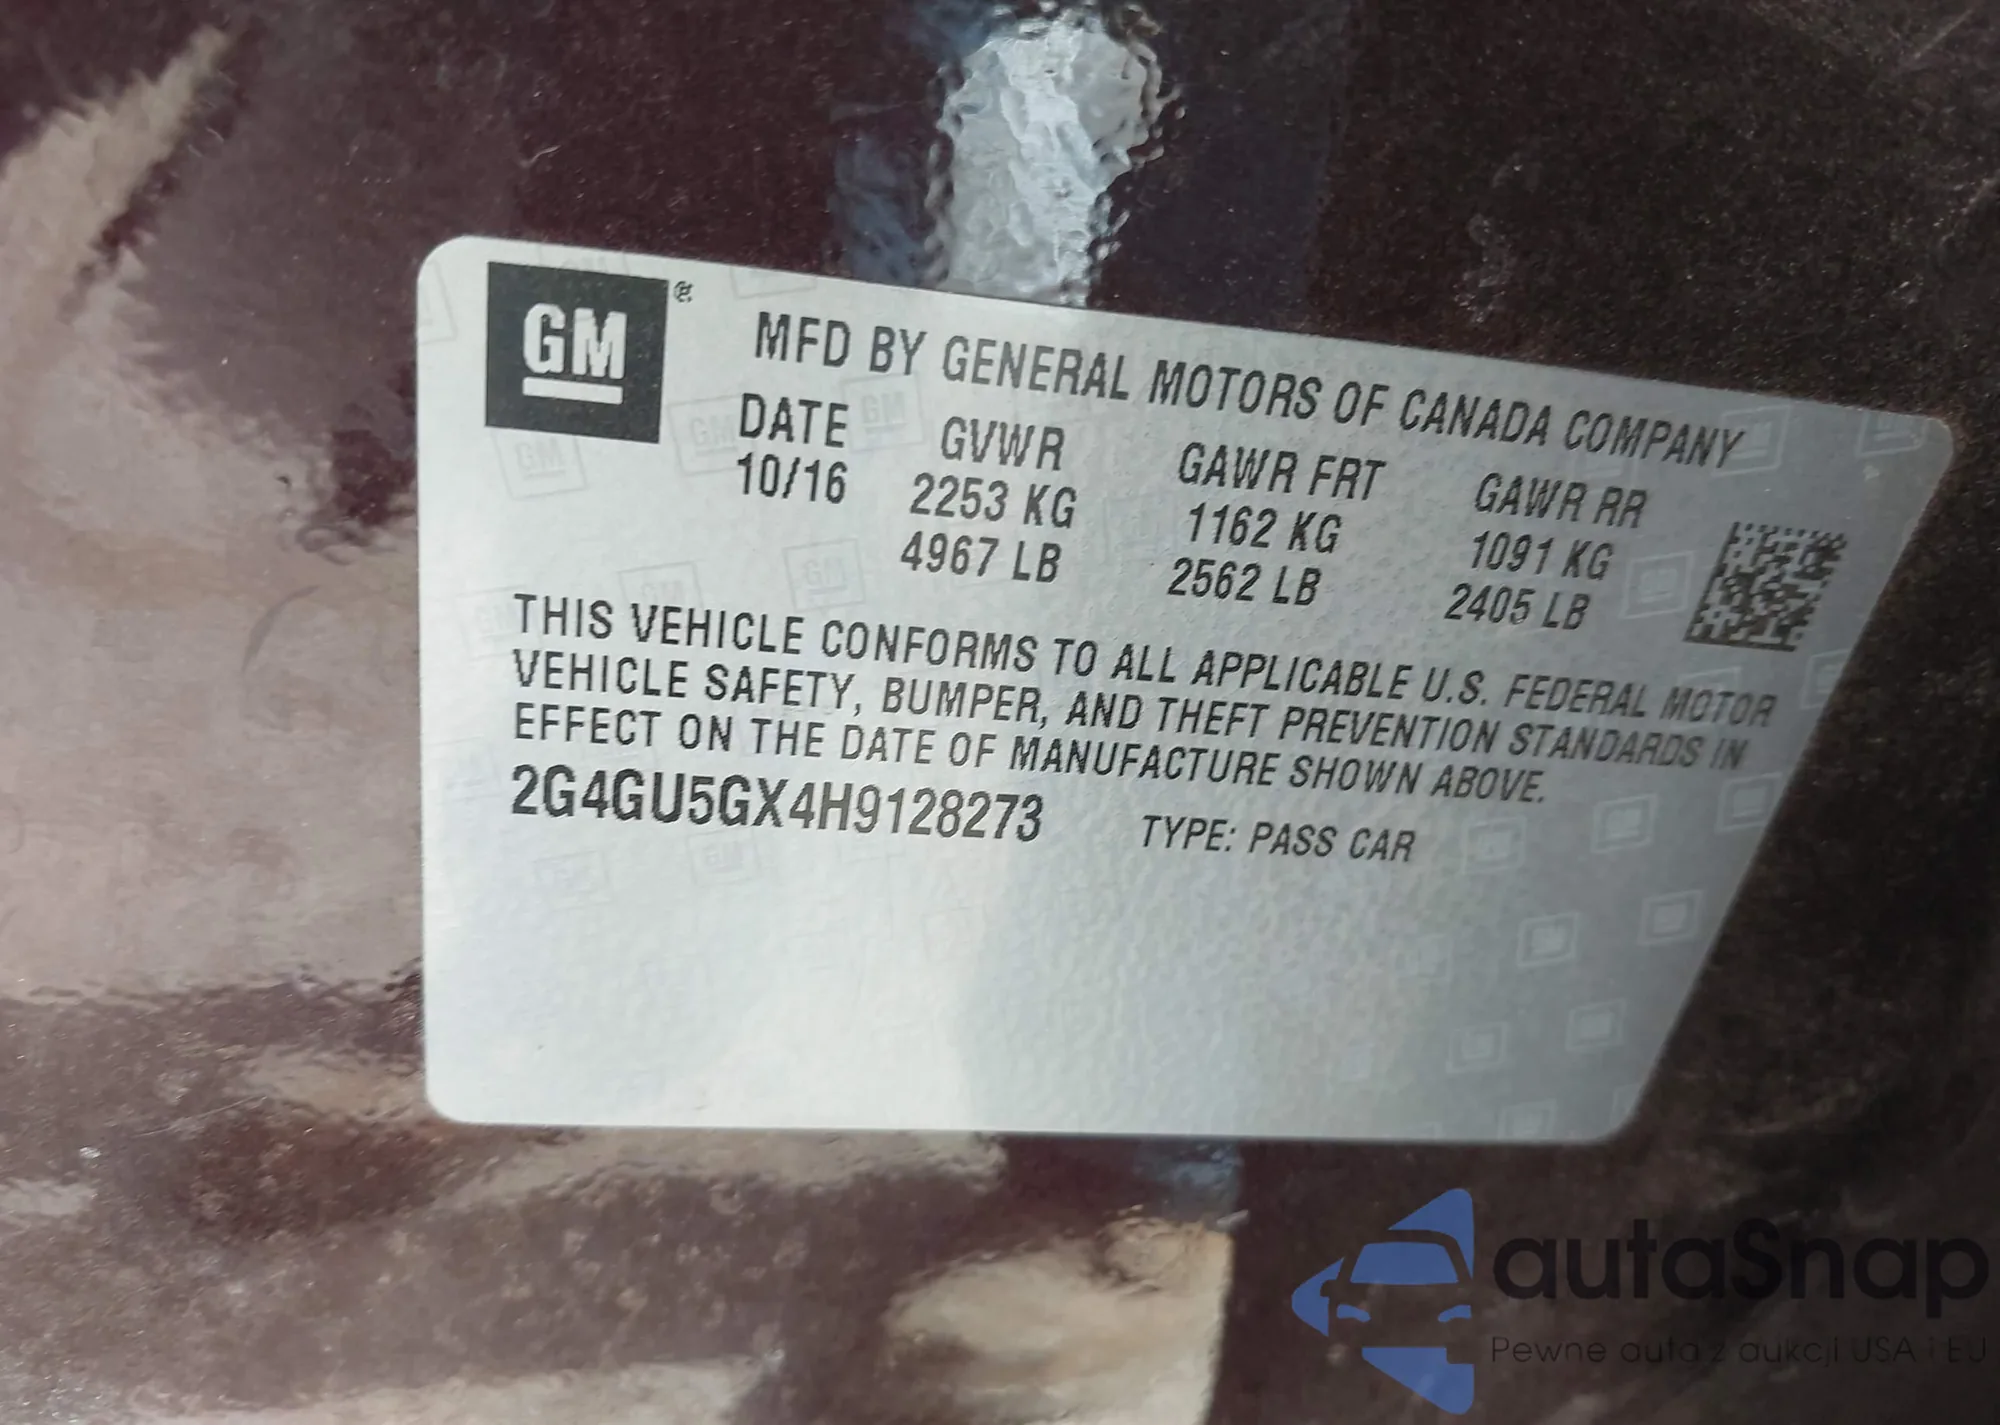 GM®
MFD BY GENERAL MOTORS OF CANADA COMPANY
DATE GVWR GAWR FRT GAWR RR
10/16 2253 KG 1162 KG 1091 KG
4967 LB 2562 LB 2405 LB
THIS VEHICLE CONFORMS TO ALL APPLICABLE U.S. FEDERAL MOTOR
VEHICLE SAFETY, BUMPER, AND THEFT PREVENTION STANDARDS IN
EFFECT ON THE DATE OF MANUFACTURE SHOWN ABOVE.
2G4GU5GX4H9128273 TYPE: PASS CAR
autaSnap
Pewne auta z aukcji USA i EU